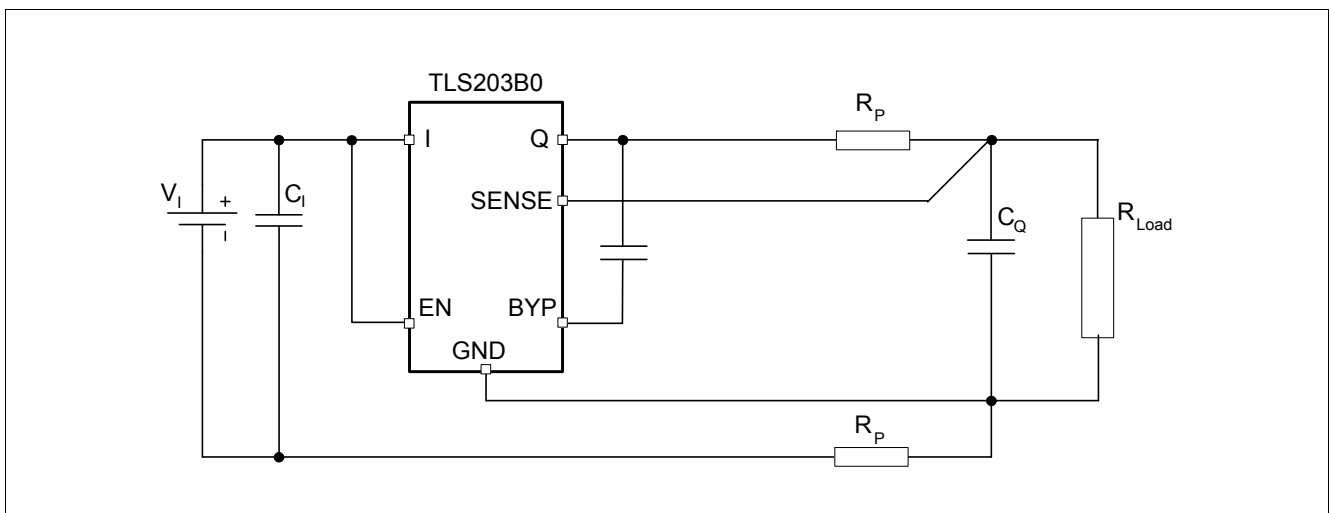 TLS203B0
I
Q
R_P
V_I
+
C_I
SENSE
C_Q
R_Load
EN
BYP
GND
R_P